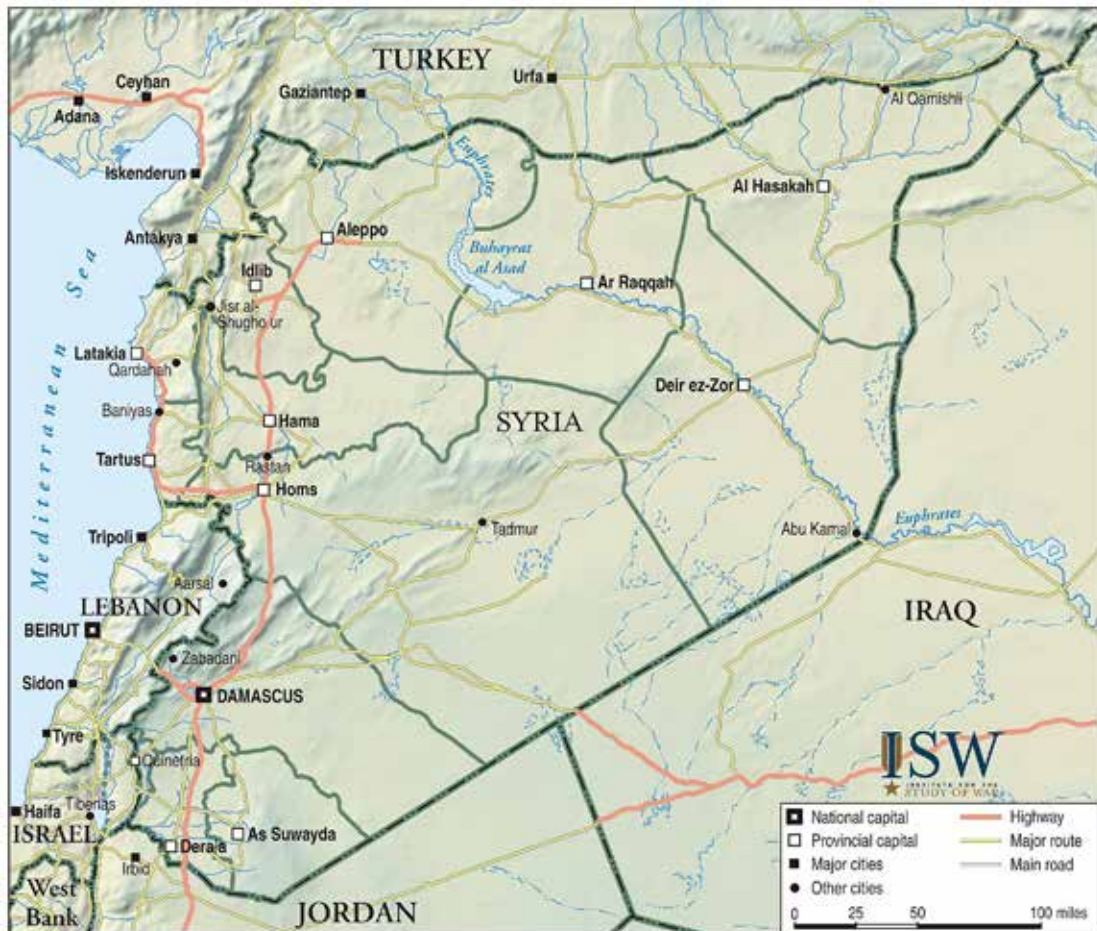 TURKEY
Ceyhan
Adana
Gaziantep
Urfa
Al Qamishli
Iskenderun
Euphrates
Al Hasakah
Antakya
Aleppo
Idlib
Buhayrat
al Asad
Ar Raqqah
Jisr al-
Shughour
Mediterranean Sea
Latakia
Qardahah
Deir ez-Zor
Baniyas
Hama
SYRIA
Tartus
Rastan
Homs
Tadmur
Tripoli
Abu Kamal
Euphrates
Aarsal
LEBANON
IRAQ
BEIRUT
Zabadani
Sidon
DAMASCUS
Tyre
Quinetria
ISW
INSTITUTE FOR THE
STUDY OF WAR
Haifa
Tiberias
ISRAEL
As Suwayda
Deraa
Irbid
West
Bank
JORDAN
National capital
Provincial capital
Major cities
Other cities
Highway
Major route
Main road
0 25 50 100 miles